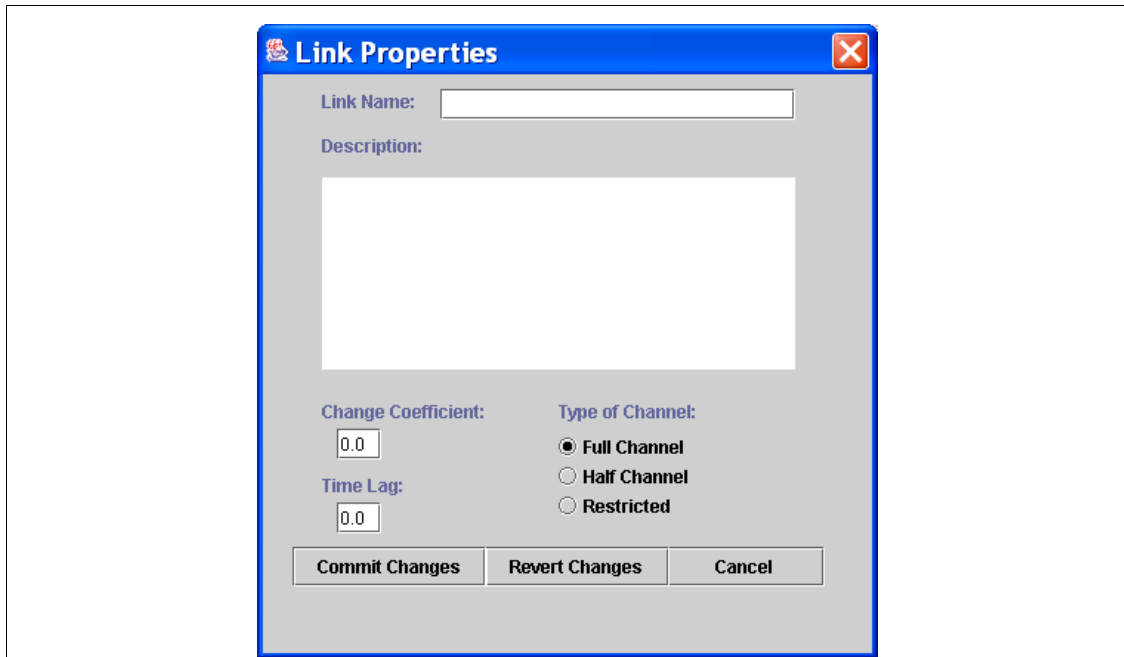 Link Properties
Link Name:
Description:
Change Coefficient:
0.0
Time Lag:
0.0
Type of Channel:
Full Channel
Half Channel
Restricted
Commit Changes Revert Changes Cancel